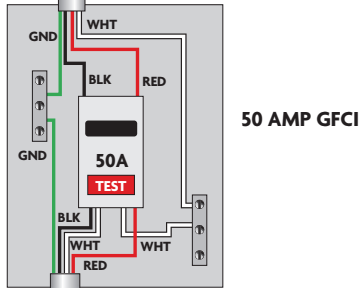 WHT
GND
BLK
RED
50 AMP GFCI
GND
50A
TEST
BLK
WHT
WHT
RED